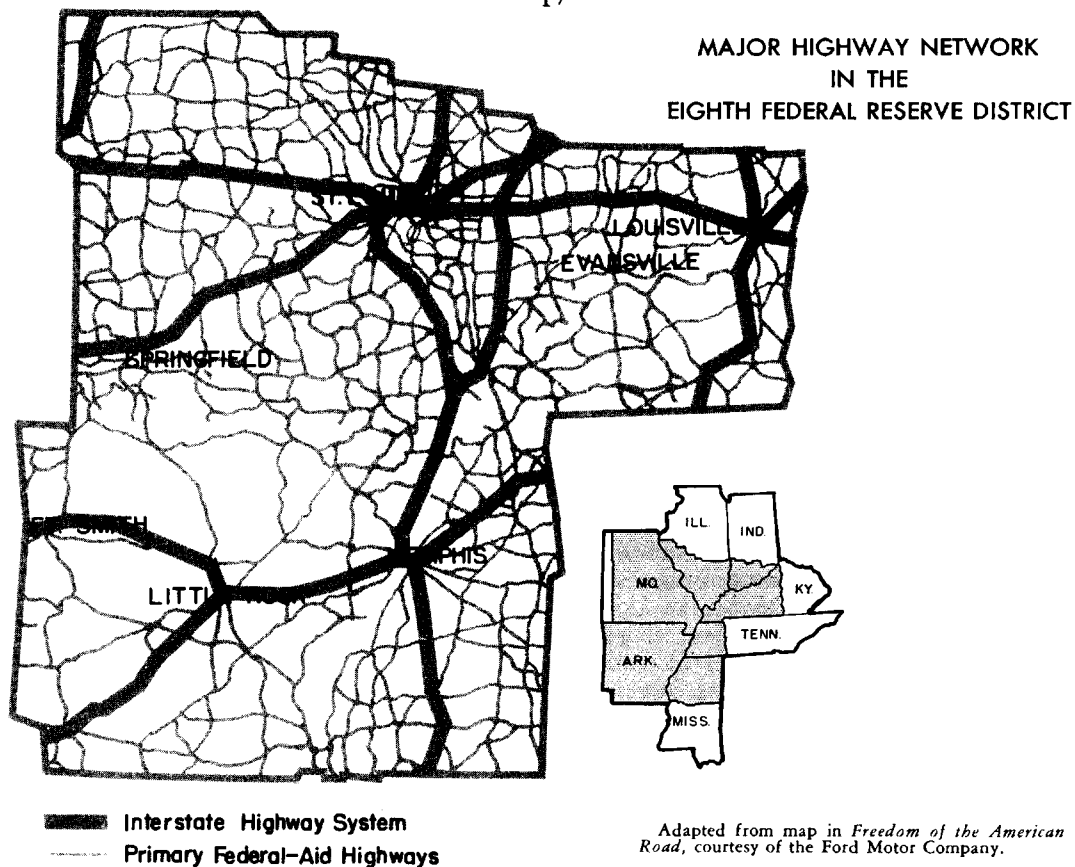 MAJOR HIGHWAY NETWORK
IN THE
EIGHTH FEDERAL RESERVE DISTRICT
LOUISVILLE
EVANSVILLE
SPRINGFIELD
SMITH
ILL.
IND.
MO.
KY.
TENN.
ARK.
MISS.
Interstate Highway System
Primary Federal-Aid Highways
Adapted from map in Freedom of the American
Road, courtesy of the Ford Motor Company.